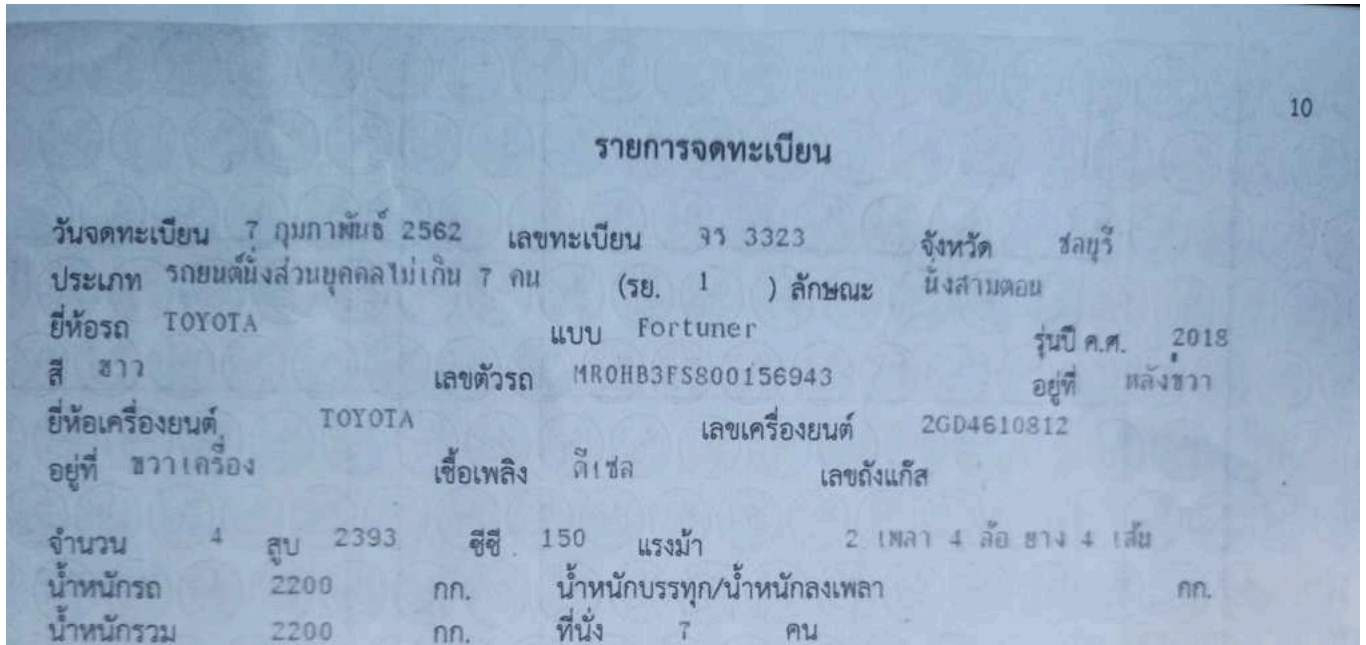 10
รายการจดทะเบียน
วันจดทะเบียน 7 กุมภาพันธ์ 2562 เลขทะเบียน จร 3323 จังหวัด ชลบุรี
ประเภท รถยนต์นั่งส่วนบุคคลไม่เกิน 7 คน (รย. 1 ) ลักษณะ นั่งสามตอน
ยี่ห้อรถ TOYOTA แบบ Fortuner รุ่นปี ค.ศ. 2018
สี ขาว เลขตัวรถ MR0HB3FS800156943 อยู่ที่ หลังขวา
ยี่ห้อเครื่องยนต์ TOYOTA เลขเครื่องยนต์ 2GD4610812
อยู่ที่ ขวาเครื่อง เชื้อเพลิง ดีเซล เลขถังแก๊ส
จำนวน 4 สูบ 2393 ซีซี 150 แรงม้า 2 เพลา 4 ล้อ ยาง 4 เส้น
น้ำหนักรถ 2200 กก. น้ำหนักบรรทุก/น้ำหนักลงเพลา กก.
น้ำหนักรวม 2200 กก. ที่นั่ง 7 คน